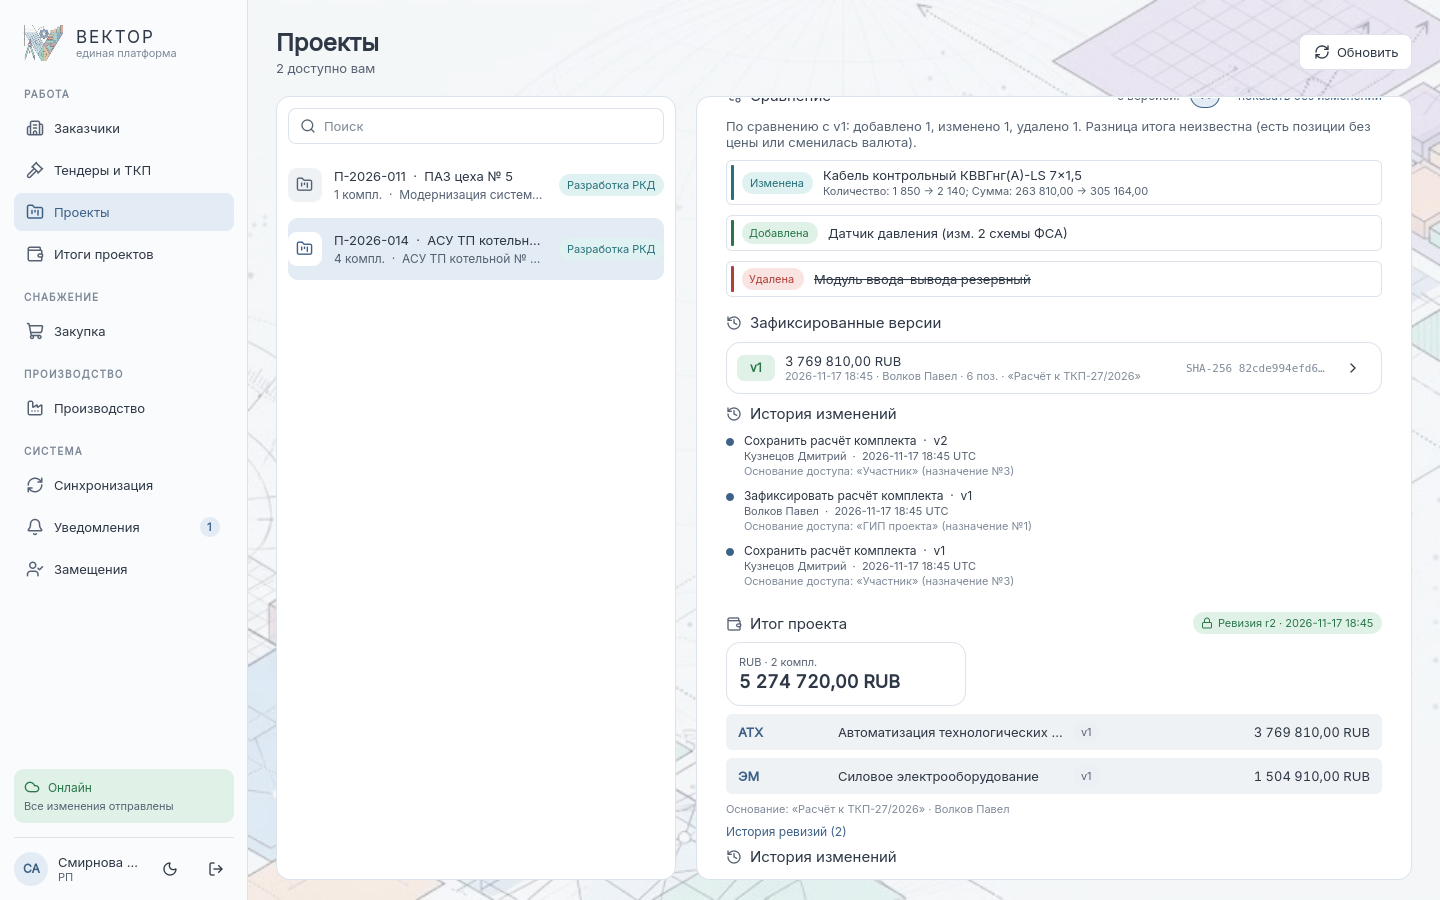 ВЕКТОР
единая платформа
РАБОТА
Заказчики
Тендеры и ТКП
Проекты
Итоги проектов
СНАБЖЕНИЕ
Закупка
ПРОИЗВОДСТВО
Производство
СИСТЕМА
Синхронизация
Уведомления 1
Замещения
Онлайн
Все изменения отправлены
СА
Смирнова ...
РП
Проекты
2 доступно вам
Обновить
Поиск
П-2026-011 · ПАЗ цеха № 5
1 компл. · Модернизация систем...
Разработка РКД
П-2026-014 · АСУ ТП котельн...
4 компл. · АСУ ТП котельной № ...
Разработка РКД
Сравнение
с версией:
показать без изменений
По сравнению с v1: добавлено 1, изменено 1, удалено 1. Разница итога неизвестна (есть позиции без
цены или сменилась валюта).
Изменена
Кабель контрольный КВВГнг(А)-LS 7×1,5
Количество: 1 850 → 2 140; Сумма: 263 810,00 → 305 164,00
Добавлена
Датчик давления (изм. 2 схемы ФСА)
Удалена
Модуль ввода-вывода резервный
Зафиксированные версии
v1
3 769 810,00 RUB
2026-11-17 18:45 · Волков Павел · 6 поз. · «Расчёт к ТКП-27/2026»
SHA-256 82cde994efd6…
История изменений
Сохранить расчёт комплекта · v2
Кузнецов Дмитрий · 2026-11-17 18:45 UTC
Основание доступа: «Участник» (назначение №3)
Зафиксировать расчёт комплекта · v1
Волков Павел · 2026-11-17 18:45 UTC
Основание доступа: «ГИП проекта» (назначение №1)
Сохранить расчёт комплекта · v1
Кузнецов Дмитрий · 2026-11-17 18:45 UTC
Основание доступа: «Участник» (назначение №3)
Итог проекта
Ревизия r2 · 2026-11-17 18:45
RUB · 2 компл.
5 274 720,00 RUB
АТХ Автоматизация технологических ... v1 3 769 810,00 RUB
ЭМ Силовое электрооборудование v1 1 504 910,00 RUB
Основание: «Расчёт к ТКП-27/2026» · Волков Павел
История ревизий (2)
История изменений